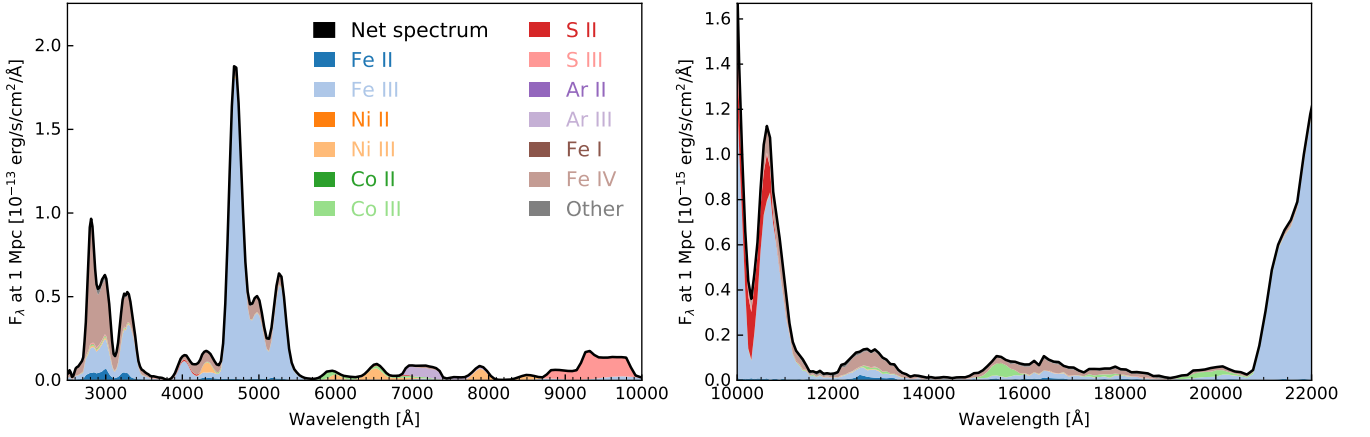 F_λ at 1 Mpc [10⁻¹³ erg/s/cm²/Å]
2.0
1.5
1.0
0.5
0.0
3000 4000 5000 6000 7000 8000 9000 10000
Wavelength [Å]
Net spectrum
Fe II
Fe III
Ni II
Ni III
Co II
Co III
S II
S III
Ar II
Ar III
Fe I
Fe IV
Other
F_λ at 1 Mpc [10⁻¹⁵ erg/s/cm²/Å]
1.6
1.4
1.2
1.0
0.8
0.6
0.4
0.2
0.0
10000 12000 14000 16000 18000 20000 22000
Wavelength [Å]